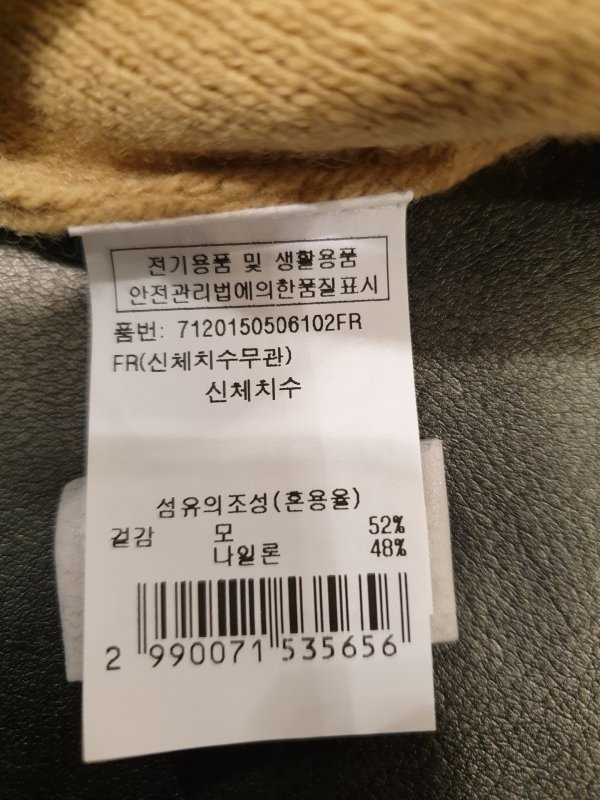 전기용품 및 생활용품
안전관리법에의한품질표시
품번: 7120150506102FR
FR(신체치수무관)
신체치수
섬유의조성(혼용율)
겉감 모 52%
나일론 48%
2 990071 535656